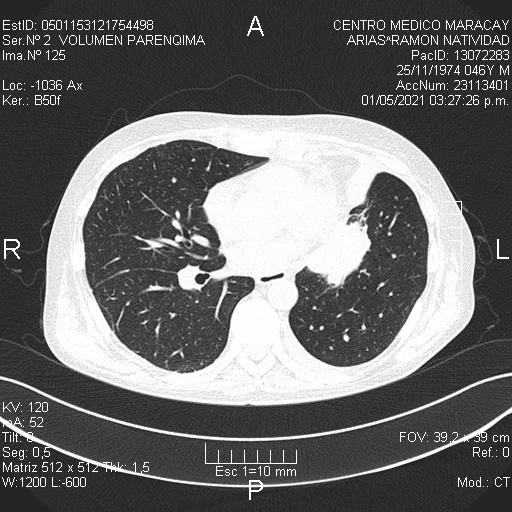 EstID: 0501153121754498
Ser.Nº 2 VOLUMEN PARENQIMA
Ima.Nº 125
Loc: -1036 Ax
Ker.: B50f
A
CENTRO MEDICO MARACAY
ARIAS^RAMON NATIVIDAD
PacID: 13072283
25/11/1974 046Y M
AccNum: 23113401
01/05/2021 03:27:26 p.m.
R
L
KV: 120
mA: 52
Tilt: 0
Seg: 0,5
Matriz 512 x 512 Thk: 1,5
W:1200 L:-600
Esc 1=10 mm
P
FOV: 39,2 x 39 cm
Ref.: 0
Mod.: CT